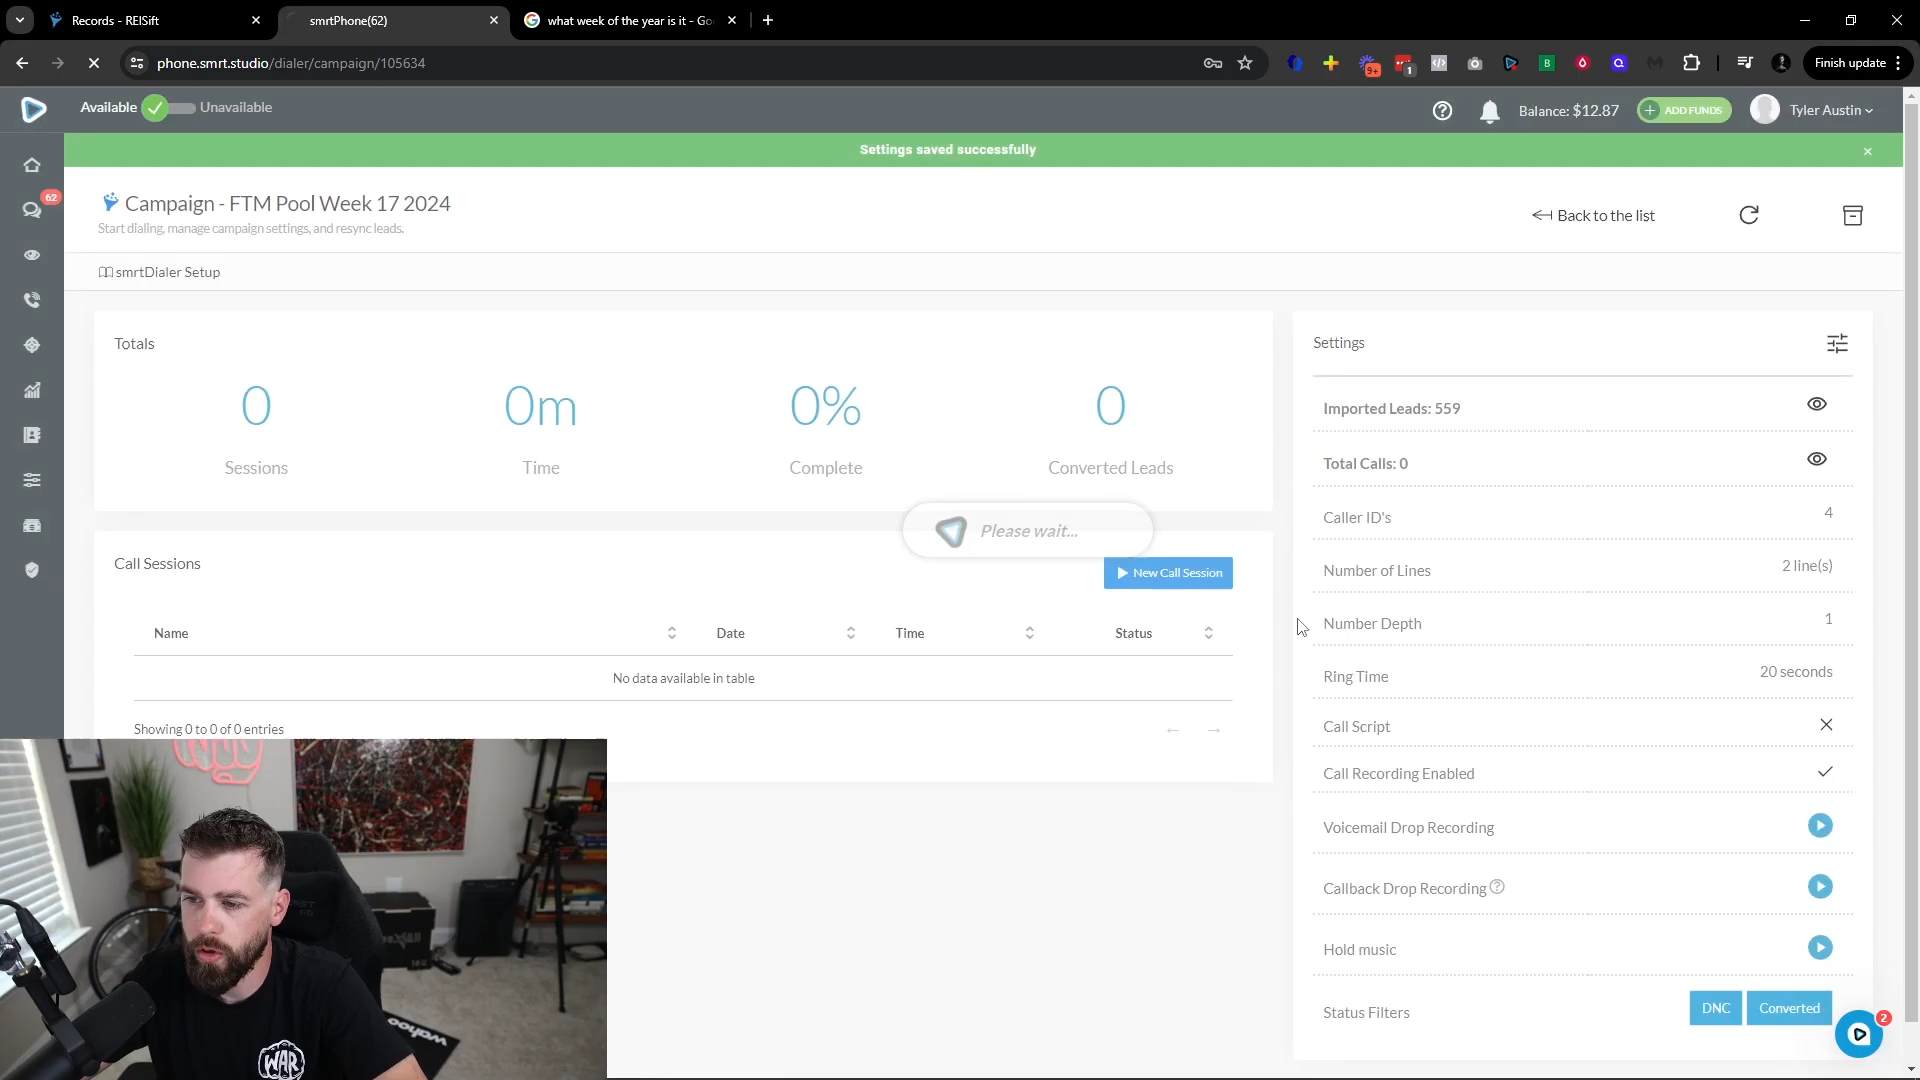 Records - REISift
smrtPhone(62)
what week of the year is it - Go
phone.smrt.studio/dialer/campaign/105634
9+
1
B
Finish update
Available
Unavailable
Balance: $12.87
ADD FUNDS
Tyler Austin
Settings saved successfully
62
Campaign - FTM Pool Week 17 2024
Start dialing, manage campaign settings, and resync leads.
Back to the list
smrtDialer Setup
Totals
0
0m
0%
0
Sessions
Time
Complete
Converted Leads
Please wait...
Call Sessions
New Call Session
Name
Date
Time
Status
No data available in table
Showing 0 to 0 of 0 entries
Settings
Imported Leads: 559
Total Calls: 0
Caller ID's
4
Number of Lines
2 line(s)
Number Depth
1
Ring Time
20 seconds
Call Script
Call Recording Enabled
Voicemail Drop Recording
Callback Drop Recording
Hold music
Status Filters
DNC
Converted
2
wahoo
WAR